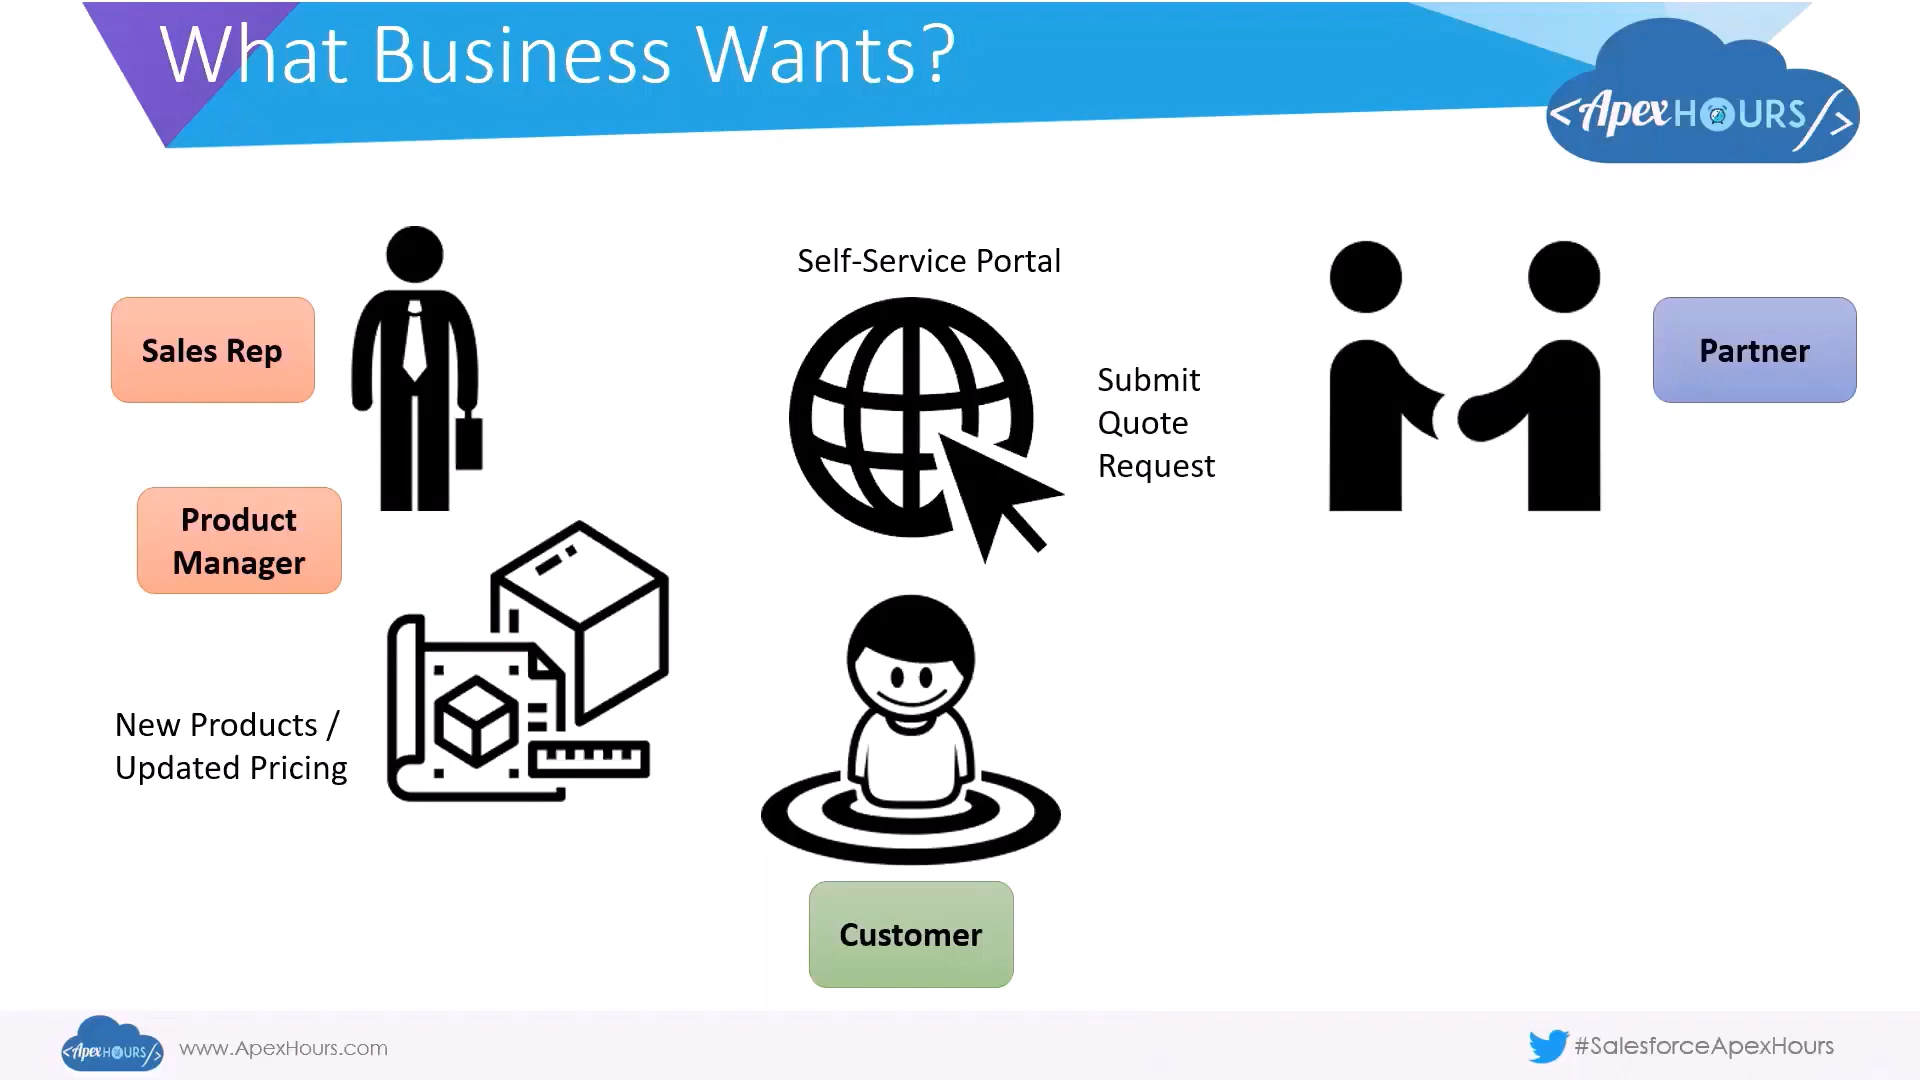 What Business Wants?
<ApexHOURS/>
Self-Service Portal
Sales Rep
Submit
Quote
Request
Partner
Product
Manager
New Products /
Updated Pricing
Customer
<ApexHOURS/>
www.ApexHours.com
#SalesforceApexHours